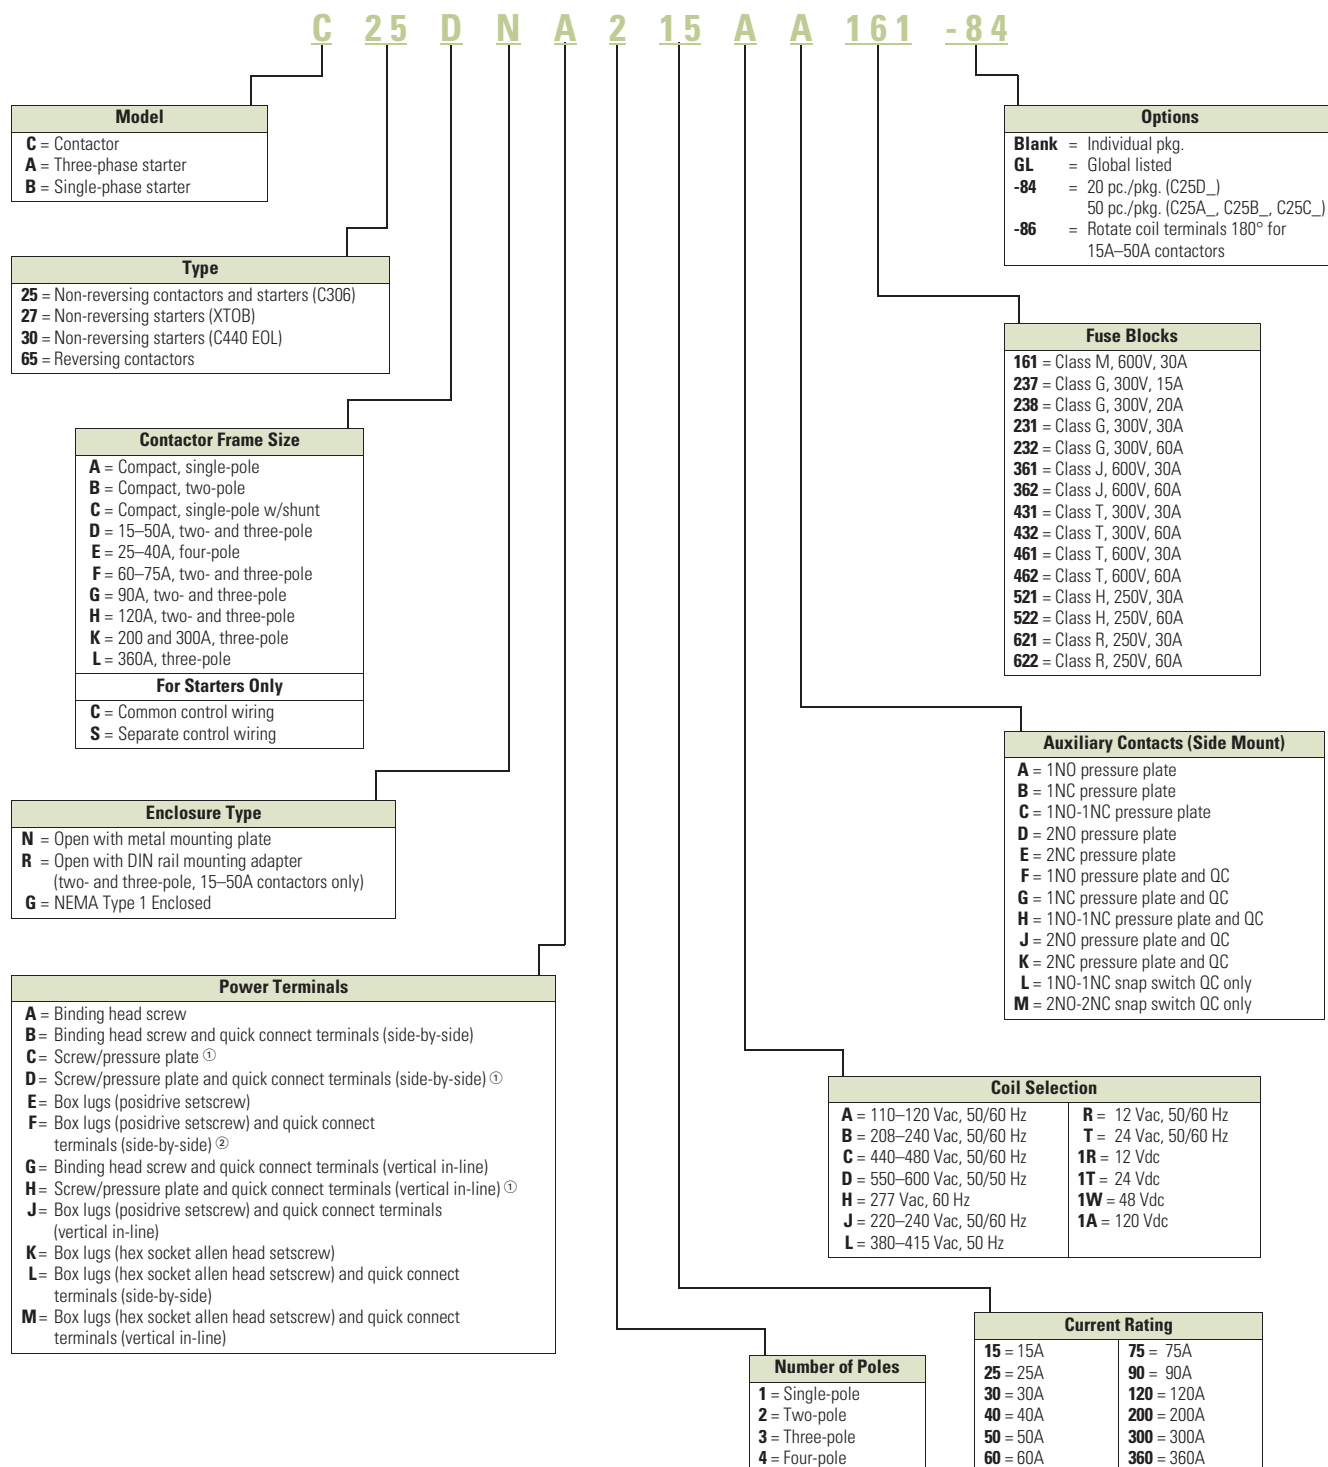 C 25 D N A 2 15 A A 161 -84
Model
C = Contactor
A = Three-phase starter
B = Single-phase starter
Options
Blank = Individual pkg.
GL = Global listed
-84 = 20 pc./pkg. (C25D_)
50 pc./pkg. (C25A_, C25B_, C25C_)
-86 = Rotate coil terminals 180° for
15A–50A contactors
Type
25 = Non-reversing contactors and starters (C306)
27 = Non-reversing starters (XTOB)
30 = Non-reversing starters (C440 EOL)
65 = Reversing contactors
Fuse Blocks
161 = Class M, 600V, 30A
237 = Class G, 300V, 15A
238 = Class G, 300V, 20A
231 = Class G, 300V, 30A
232 = Class G, 300V, 60A
361 = Class J, 600V, 30A
362 = Class J, 600V, 60A
431 = Class T, 300V, 30A
432 = Class T, 300V, 60A
461 = Class T, 600V, 30A
462 = Class T, 600V, 60A
521 = Class H, 250V, 30A
522 = Class H, 250V, 60A
621 = Class R, 250V, 30A
622 = Class R, 250V, 60A
Contactor Frame Size
A = Compact, single-pole
B = Compact, two-pole
C = Compact, single-pole w/shunt
D = 15–50A, two- and three-pole
E = 25–40A, four-pole
F = 60–75A, two- and three-pole
G = 90A, two- and three-pole
H = 120A, two- and three-pole
K = 200 and 300A, three-pole
L = 360A, three-pole
For Starters Only
C = Common control wiring
S = Separate control wiring
Auxiliary Contacts (Side Mount)
A = 1NO pressure plate
B = 1NC pressure plate
C = 1NO-1NC pressure plate
D = 2NO pressure plate
E = 2NC pressure plate
F = 1NO pressure plate and QC
G = 1NC pressure plate and QC
H = 1NO-1NC pressure plate and QC
J = 2NO pressure plate and QC
K = 2NC pressure plate and QC
L = 1NO-1NC snap switch QC only
M = 2NO-2NC snap switch QC only
Enclosure Type
N = Open with metal mounting plate
R = Open with DIN rail mounting adapter
(two- and three-pole, 15–50A contactors only)
G = NEMA Type 1 Enclosed
Power Terminals
A = Binding head screw
B = Binding head screw and quick connect terminals (side-by-side)
C = Screw/pressure plate ①
D = Screw/pressure plate and quick connect terminals (side-by-side) ①
E = Box lugs (posidrive setscrew)
F = Box lugs (posidrive setscrew) and quick connect
terminals (side-by-side) ②
G = Binding head screw and quick connect terminals (vertical in-line)
H = Screw/pressure plate and quick connect terminals (vertical in-line) ①
J = Box lugs (posidrive setscrew) and quick connect terminals
(vertical in-line)
K = Box lugs (hex socket allen head setscrew)
L = Box lugs (hex socket allen head setscrew) and quick connect
terminals (side-by-side)
M = Box lugs (hex socket allen head setscrew) and quick connect
terminals (vertical in-line)
Coil Selection
A = 110–120 Vac, 50/60 Hz
B = 208–240 Vac, 50/60 Hz
C = 440–480 Vac, 50/60 Hz
D = 550–600 Vac, 50/50 Hz
H = 277 Vac, 60 Hz
J = 220–240 Vac, 50/60 Hz
L = 380–415 Vac, 50 Hz
R = 12 Vac, 50/60 Hz
T = 24 Vac, 50/60 Hz
1R = 12 Vdc
1T = 24 Vdc
1W = 48 Vdc
1A = 120 Vdc
Number of Poles
1 = Single-pole
2 = Two-pole
3 = Three-pole
4 = Four-pole
Current Rating
15 = 15A
25 = 25A
30 = 30A
40 = 40A
50 = 50A
60 = 60A
75 = 75A
90 = 90A
120 = 120A
200 = 200A
300 = 300A
360 = 360A